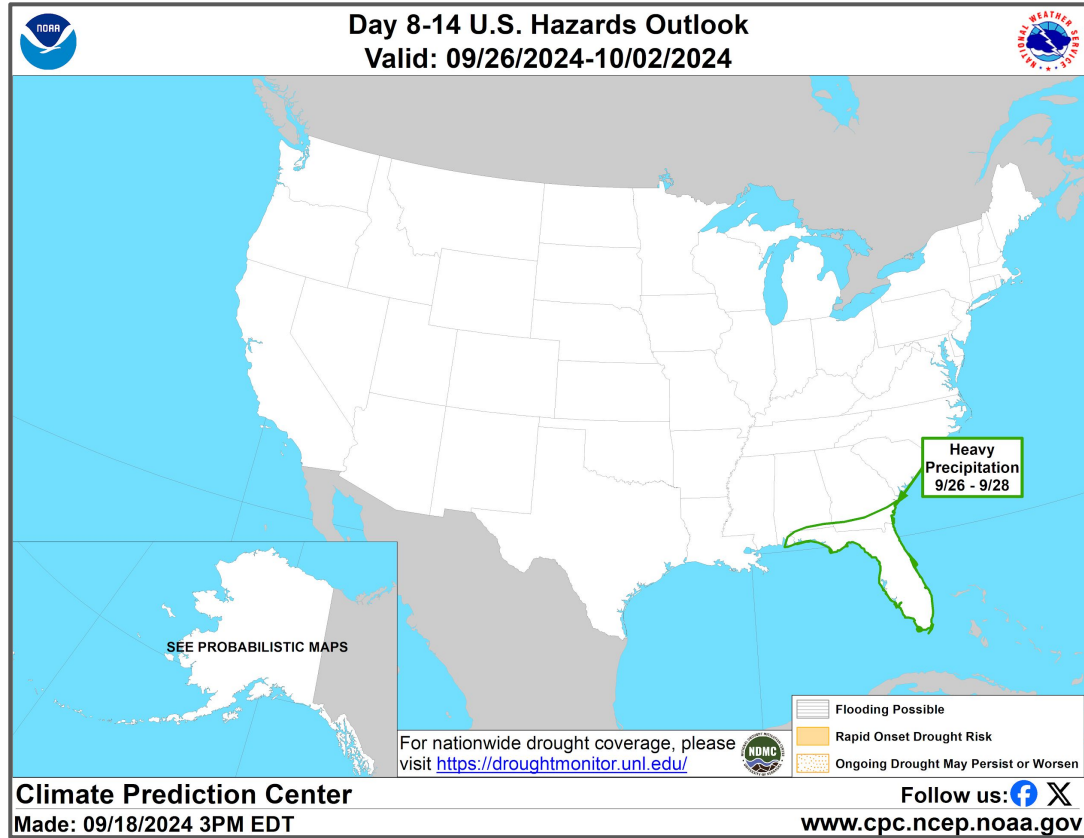 NOAA
Day 8-14 U.S. Hazards Outlook
Valid: 09/26/2024-10/02/2024
NATIONAL WEATHER SERVICE
Heavy
Precipitation
9/26 - 9/28
SEE PROBABILISTIC MAPS
For nationwide drought coverage, please
visit https://droughtmonitor.unl.edu/
NDMC
Flooding Possible
Rapid Onset Drought Risk
Ongoing Drought May Persist or Worsen
Climate Prediction Center
Follow us:
Made: 09/18/2024 3PM EDT
www.cpc.ncep.noaa.gov